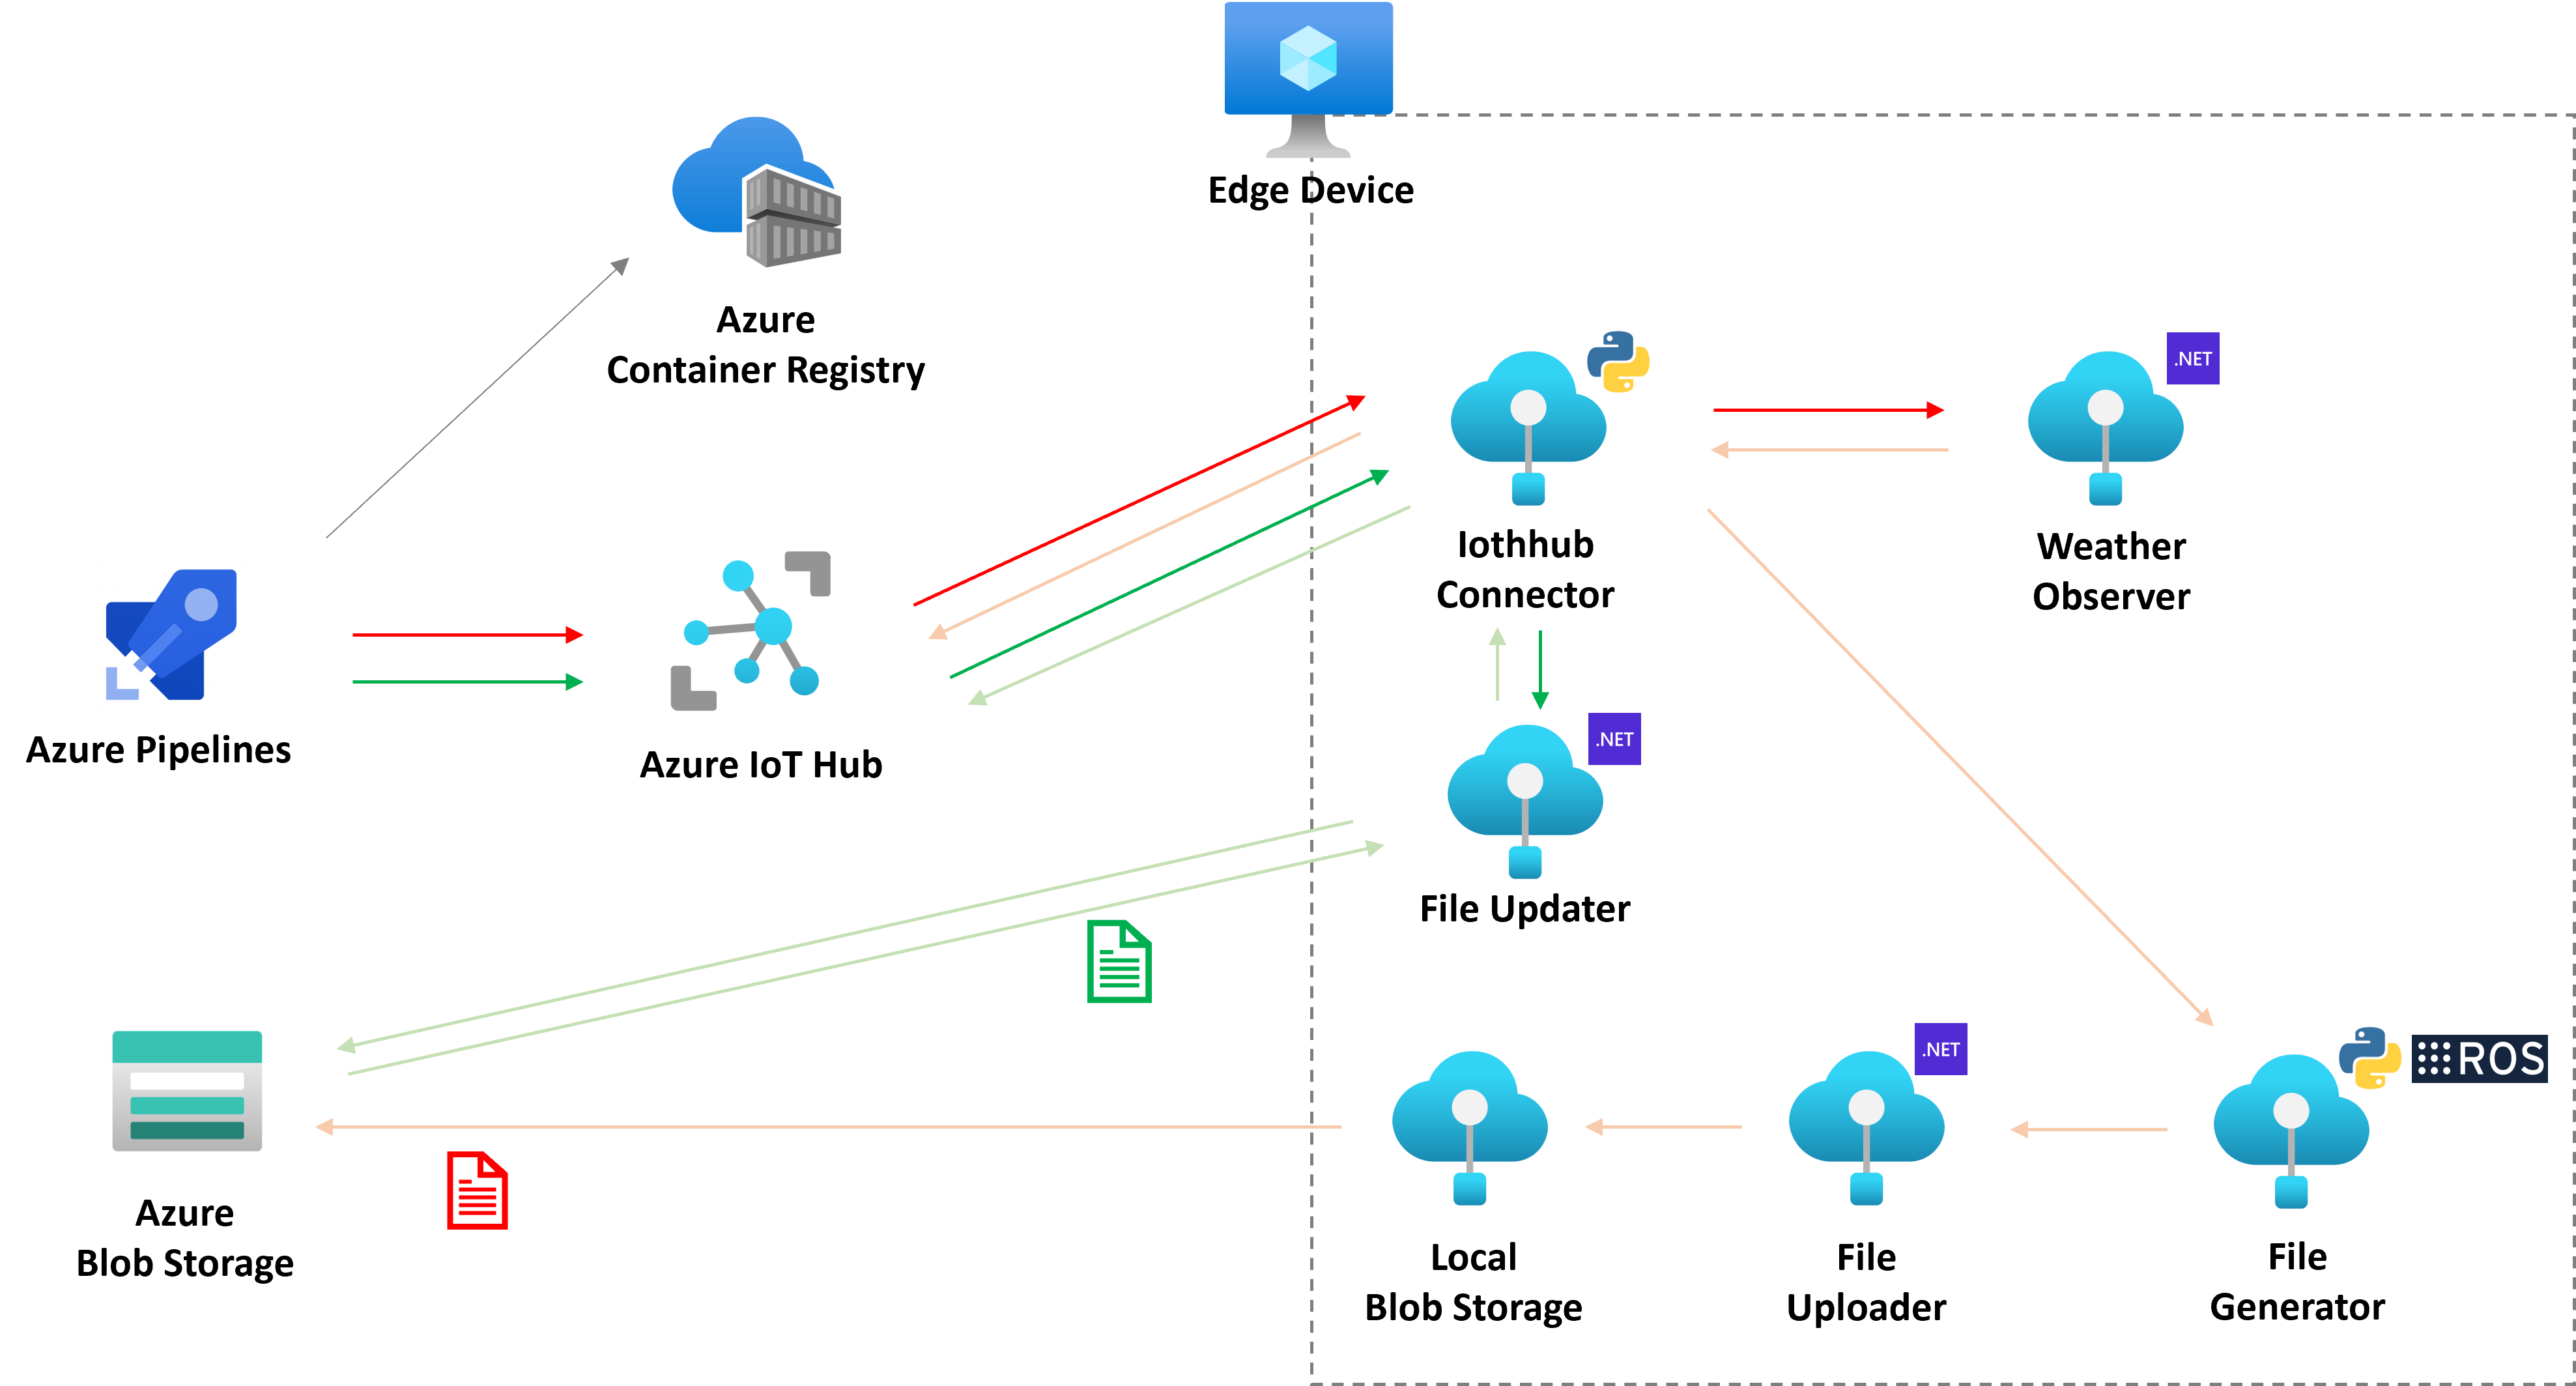 Edge Device
Azure
Container Registry
.NET
.NET
Iothhub
Connector
Weather
Observer
Azure Pipelines
Azure IoT Hub
.NET
File Updater
.NET
ROS
Azure
Blob Storage
Local
Blob Storage
File
Uploader
File
Generator